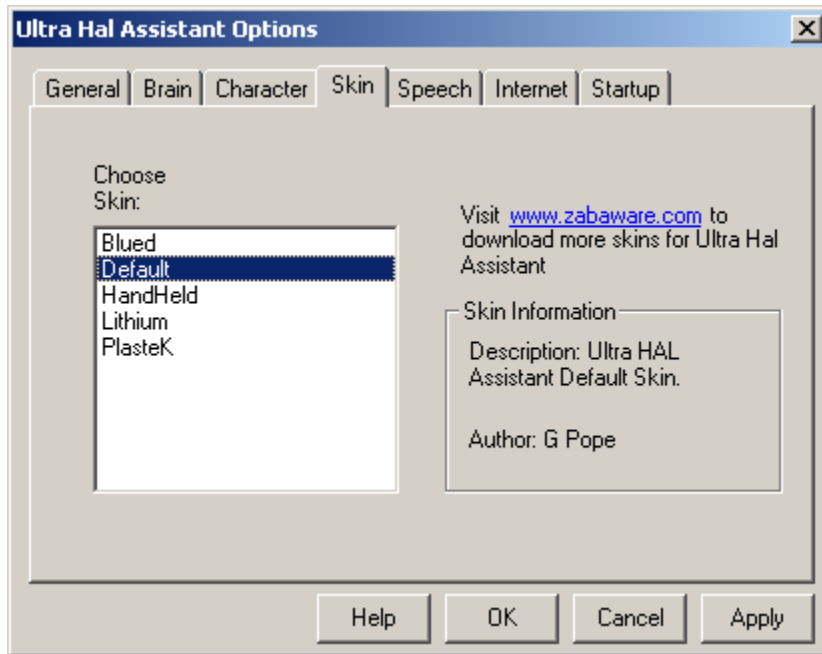 Ultra Hal Assistant Options
General
Brain
Character
Skin
Speech
Internet
Startup
Choose
Skin:
Blued
Default
HandHeld
Lithium
PlasteK
Visit www.zabaware.com to
download more skins for Ultra Hal
Assistant
Skin Information
Description: Ultra HAL
Assistant Default Skin.
Author: G Pope
Help
OK
Cancel
Apply